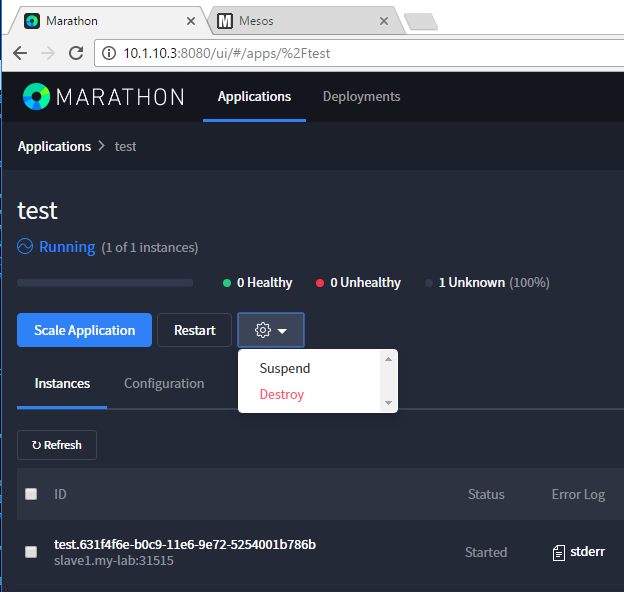 Marathon
Mesos
10.1.10.3:8080/ui/#/apps/%2Ftest
MARATHON Applications Deployments
Applications > test
test
Running (1 of 1 instances)
0 Healthy 0 Unhealthy 1 Unknown (100%)
Scale Application Restart
Suspend
Destroy
Instances Configuration
Refresh
ID Status Error Log
test.631f4f6e-b0c9-11e6-9e72-5254001b786b
slave1.my-lab:31515
Started stderr